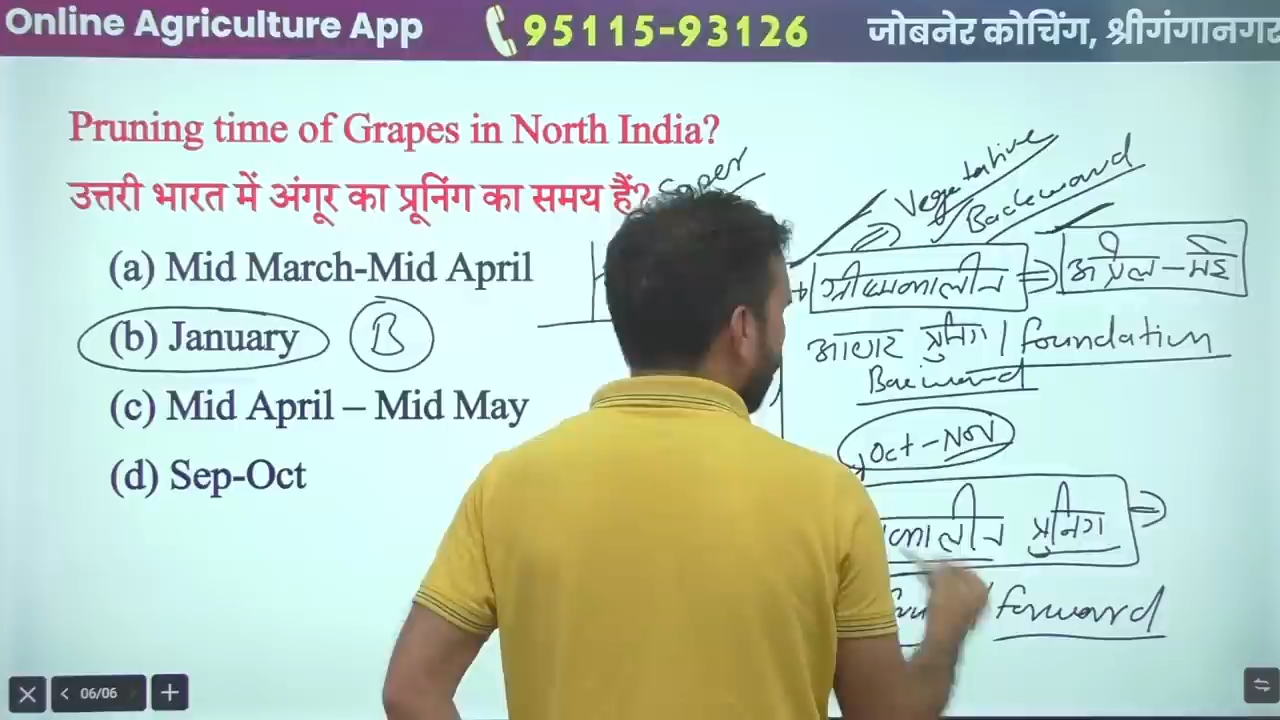 Online Agriculture App 95115-93126 जोबनेर कोचिंग, श्रीगंगानगर
Pruning time of Grapes in North India?
उत्तरी भारत में अंगूर का प्रूनिंग का समय हैं?
(a) Mid March-Mid April
(b) January B
(c) Mid April – Mid May
(d) Sep-Oct
Vegetative
Backward
ग्रीष्मकालीन
अप्रैल - मई
आधार प्रुनिंग / foundation
Backward
Oct - Nov
कालीन प्रुनिंग
forward
06/06